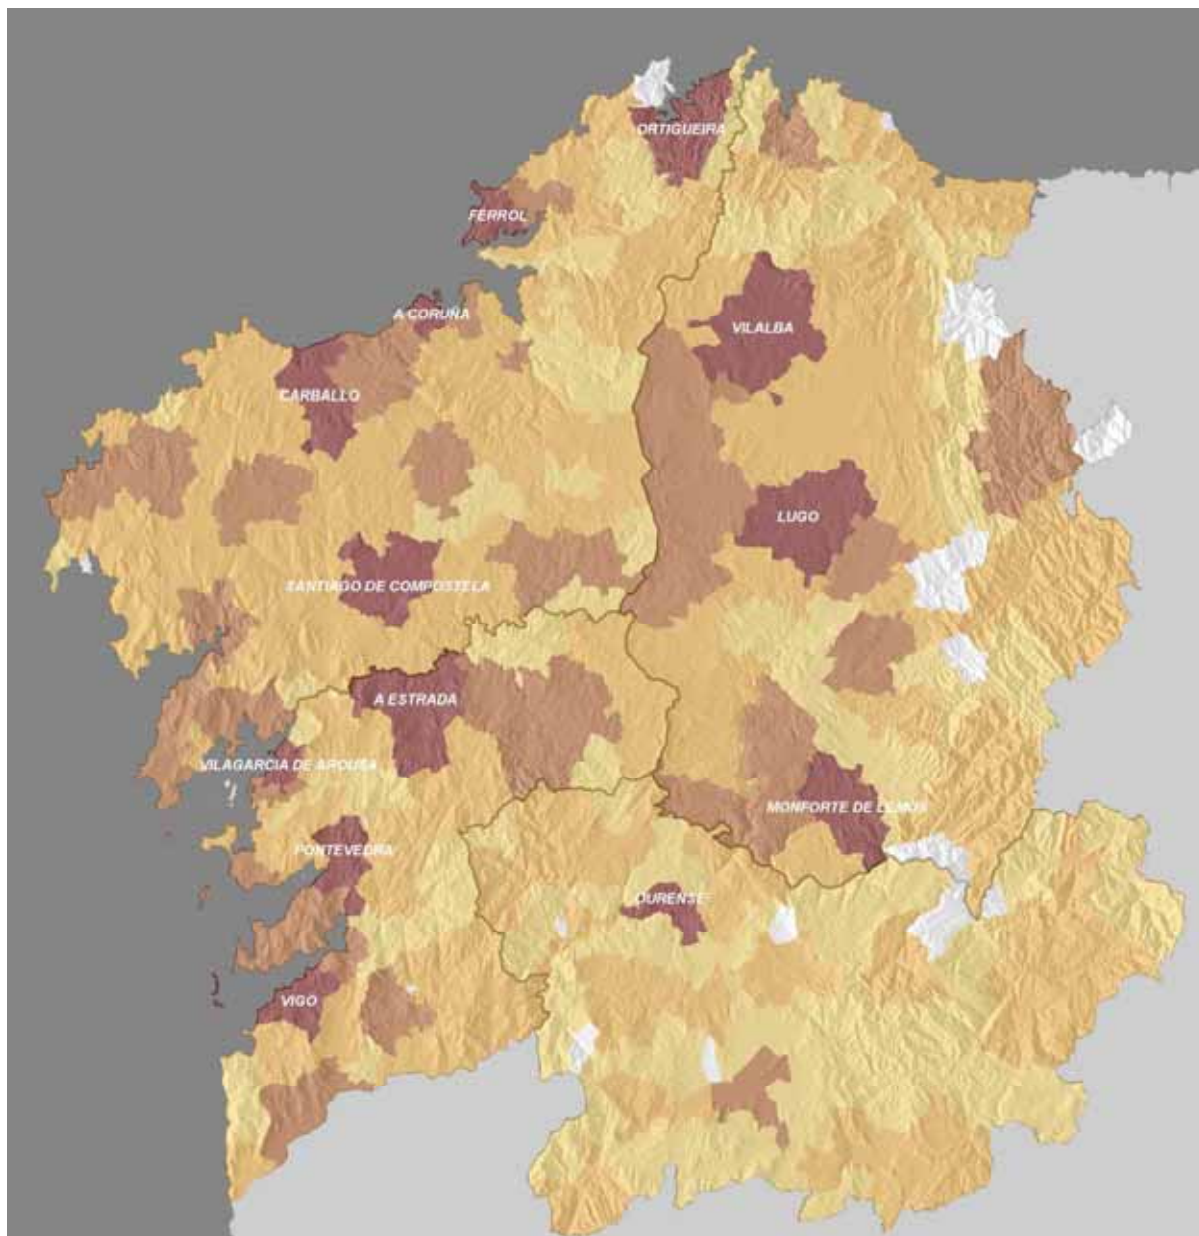 ORTIGUEIRA
FERROL
A CORUÑA
VILALBA
CARBALLO
LUGO
SANTIAGO DE COMPOSTELA
A ESTRADA
VILAGARCIA DE AROUSA
MONFORTE DE LEMOS
PONTEVEDRA
OURENSE
VIGO